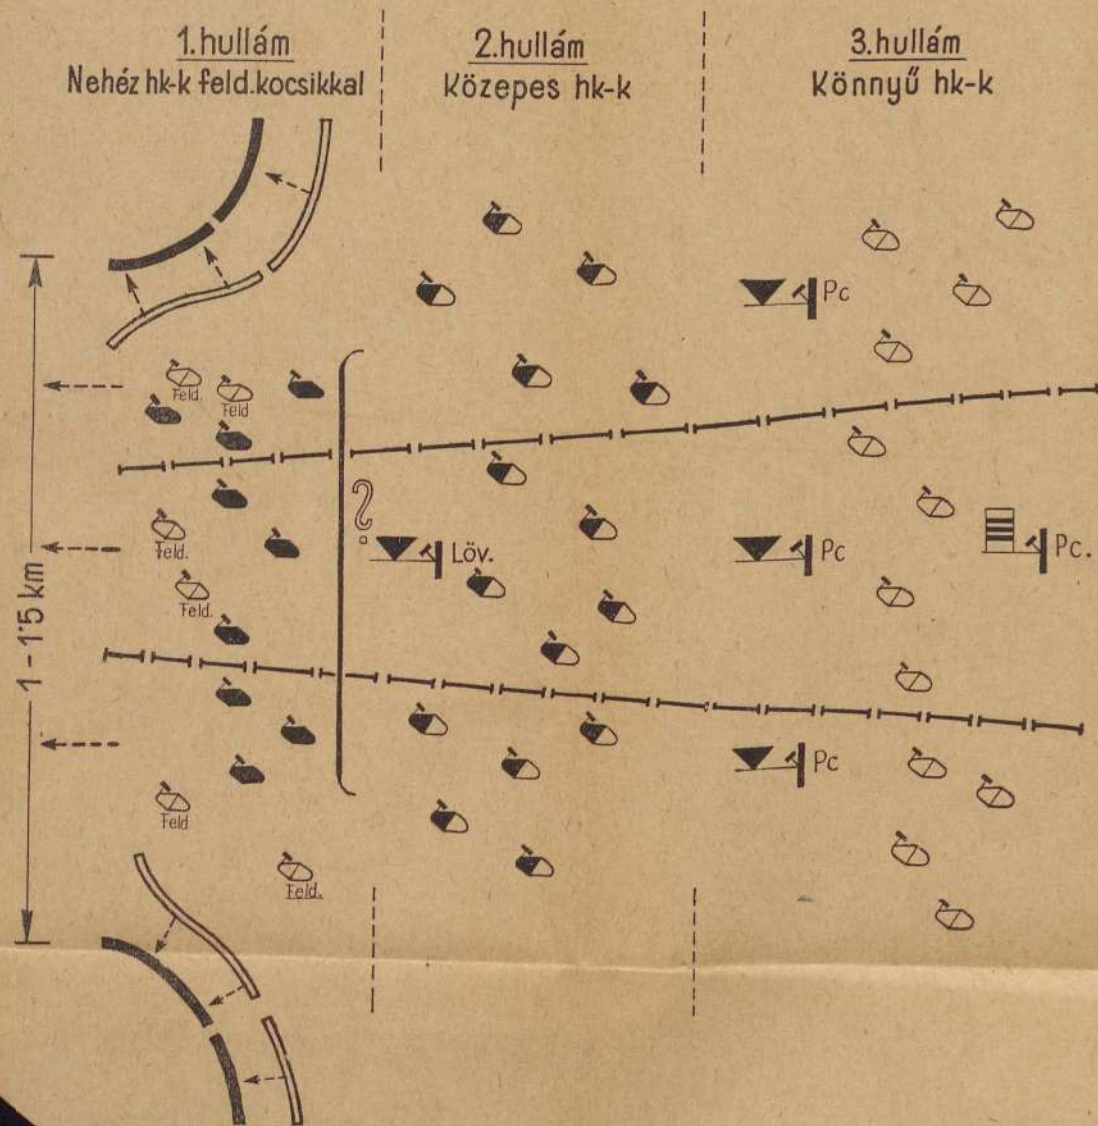 1.hullám
Nehéz hk-k feld.kocsikkal
2.hullám
Közepes hk-k
3.hullám
Könnyű hk-k
Pc
Feld.
Feld
Feld.
Feld.
?
Löv.
Pc
Pc.
1-1'5 km
Pc
Feld
Feld.